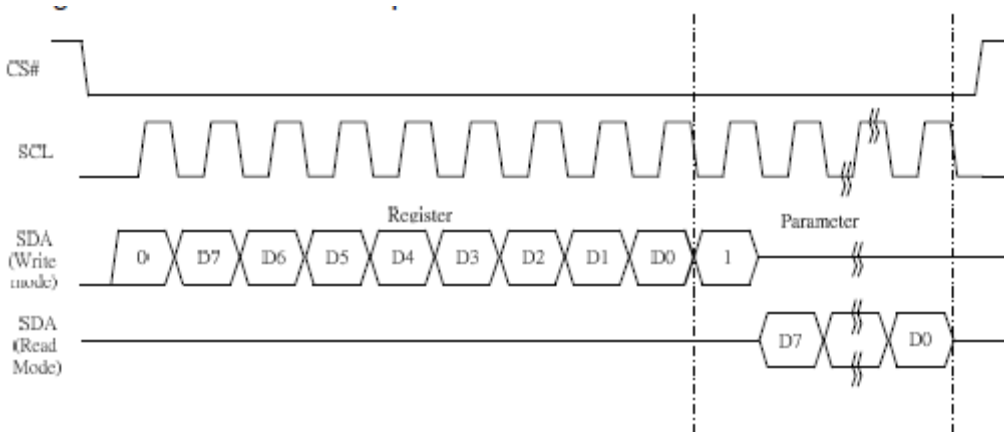 CS#
SCL
Register
Parameter
SDA
(Write
mode)
0 D7 D6 D5 D4 D3 D2 D1 D0 1
SDA
(Read
Mode)
D7 D0